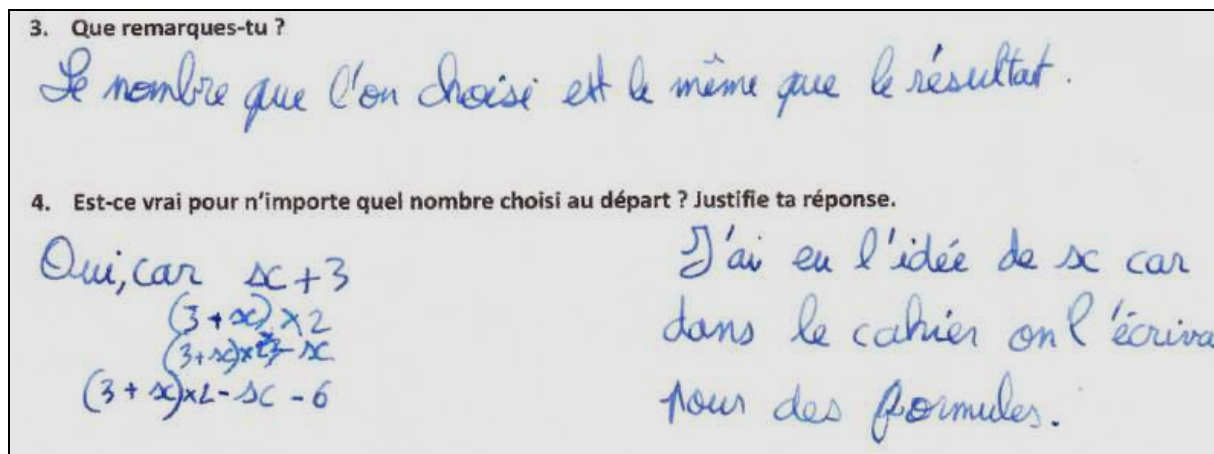 3. Que remarques-tu ?
Le nombre que l'on choisi est le même que le résultat.
4. Est-ce vrai pour n'importe quel nombre choisi au départ ? Justifie ta réponse.
Oui, car x+3
(3+x)×2
(3+x)×2-x
(3+x)×2-x-6
J'ai eu l'idée de x car
dans le cahier on l'écriva
pour des formules.